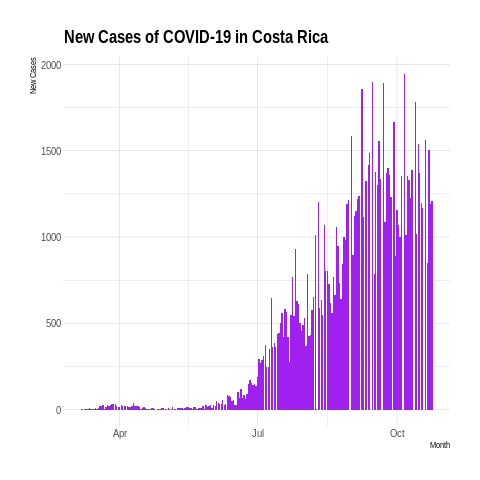 New Cases of COVID-19 in Costa Rica
New Cases
2000
1500
1000
500
0
Apr Jul Oct
Month